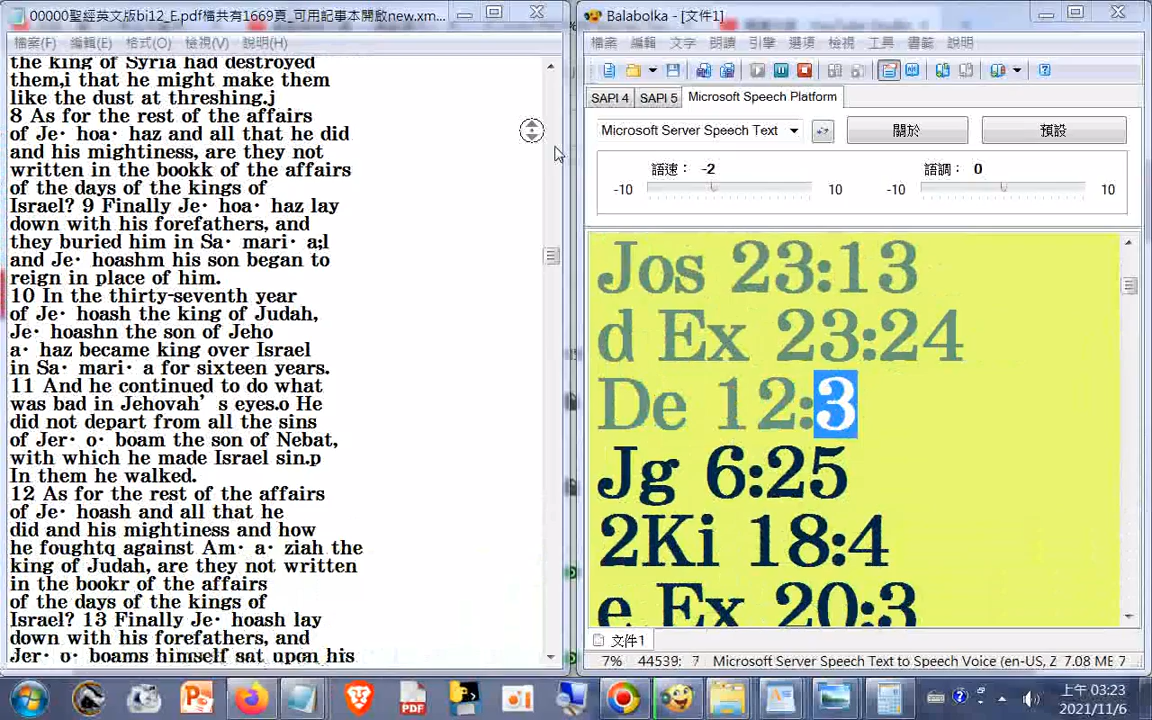 00000聖經英文版bi12_E.pdf檔共有1669頁_可用記事本開啟new.xm...
檔案(F) 編輯(E) 格式(O) 檢視(V) 說明(H)
the king of Syria had destroyed
them,i that he might make them
like the dust at threshing.j
8 As for the rest of the affairs
of Je· hoa· haz and all that he did
and his mightiness, are they not
written in the bookk of the affairs
of the days of the kings of
Israel? 9 Finally Je· hoa· haz lay
down with his forefathers, and
they buried him in Sa· mari· a;l
and Je· hoashm his son began to
reign in place of him.
10 In the thirty-seventh year
of Je· hoash the king of Judah,
Je· hoashn the son of Jeho
a· haz became king over Israel
in Sa· mari· a for sixteen years.
11 And he continued to do what
was bad in Jehovah’s eyes.o He
did not depart from all the sins
of Jer· o· boam the son of Nebat,
with which he made Israel sin.p
In them he walked.
12 As for the rest of the affairs
of Je· hoash and all that he
did and his mightiness and how
he foughtq against Am· a· ziah the
king of Judah, are they not written
in the bookr of the affairs
of the days of the kings of
Israel? 13 Finally Je· hoash lay
down with his forefathers, and
Jer· o· boams himself sat upon his
Balabolka - [文件1]
檔案 編輯 文字 朗讀 引擎 選項 檢視 工具 書籤 說明
SAPI 4 SAPI 5 Microsoft Speech Platform
Microsoft Server Speech Text 關於 預設
語速: -2 語調: 0
-10 10 -10 10
Jos 23:13
d Ex 23:24
De 12:3
Jg 6:25
2Ki 18:4
e Ex 20:3
文件1
7% 44539: 7 Microsoft Server Speech Text to Speech Voice (en-US, Z 7.08 ME 7
上午 03:23
2021/11/6